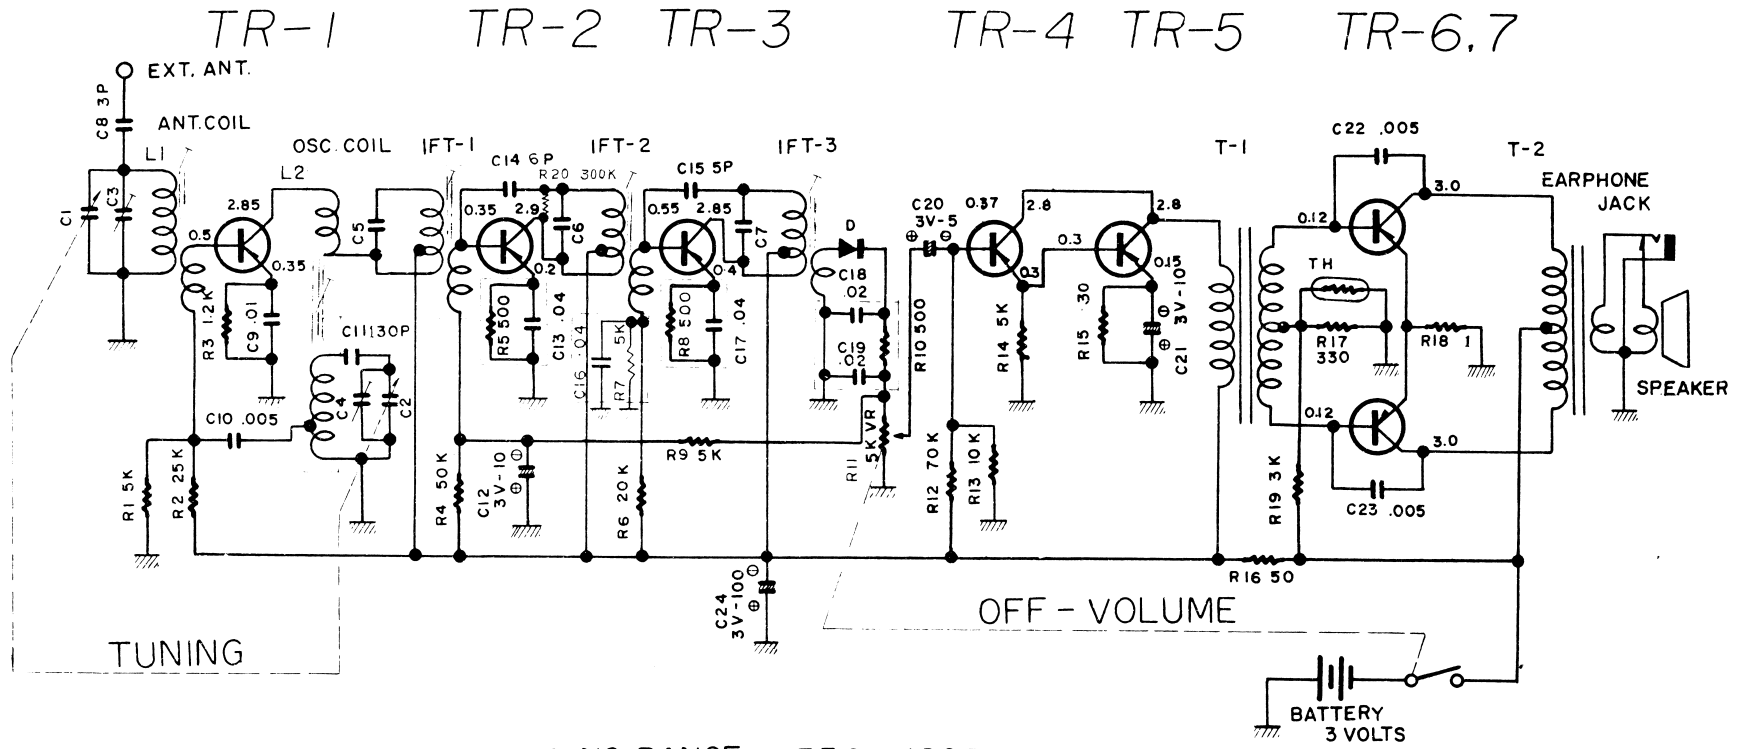 TR-1 TR-2 TR-3 TR-4 TR-5 TR-6.7
EXT. ANT.
C8 3P
ANT. COIL
L1
C1
C3
OSC. COIL
L2
2.85
0.5
0.35
R3 1.2K
C9 .01
C11 130P
C4
C2
C10 .005
R1 5K
R2 25K
TUNING
IFT-1
C5
C14 6P
R20 300K
0.35
2.9
0.2
R5 500
C13 .04
C6
R4 50K
C12
3V-10
IFT-2
C15 5P
0.55
2.85
0.4
C16 .04
R7
5K
R8 500
C17 .04
C7
R9 5K
R6 20K
IFT-3
D
C18
.02
C19
.02
R10 500
R11
5K VR
C24
3V-100
C20
3V-5
0.37
2.8
0.3
R14 5K
R12 70K
R13 10K
0.3
2.8
0.15
R15 30
C21 3V-10
T-1
C22 .005
3.0
0.12
TH
R17
330
R18 1
0.12
3.0
C23 .005
R19 3K
R16 50
T-2
EARPHONE
JACK
SPEAKER
OFF-VOLUME
BATTERY
3 VOLTS